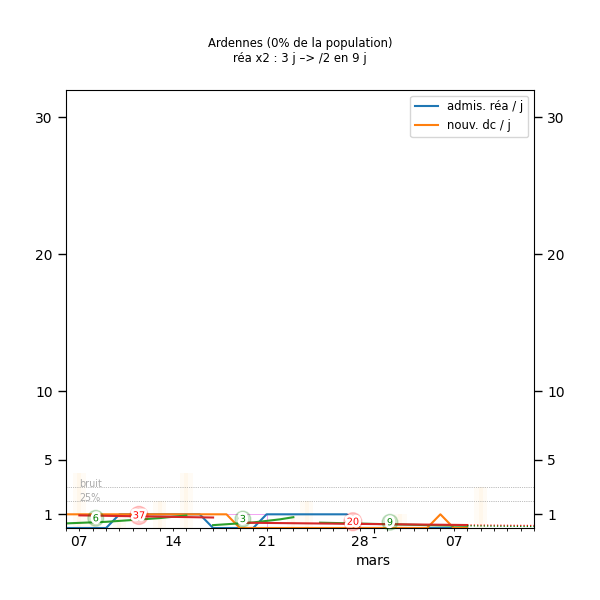 Ardennes (0% de la population)
réa x2 : 3 j –> /2 en 9 j
admis. réa / j
nouv. dc / j
30 30
20 20
10 10
5 5
bruit
25%
1 1
6 37 3 20 9
07 14 21 28 07
mars